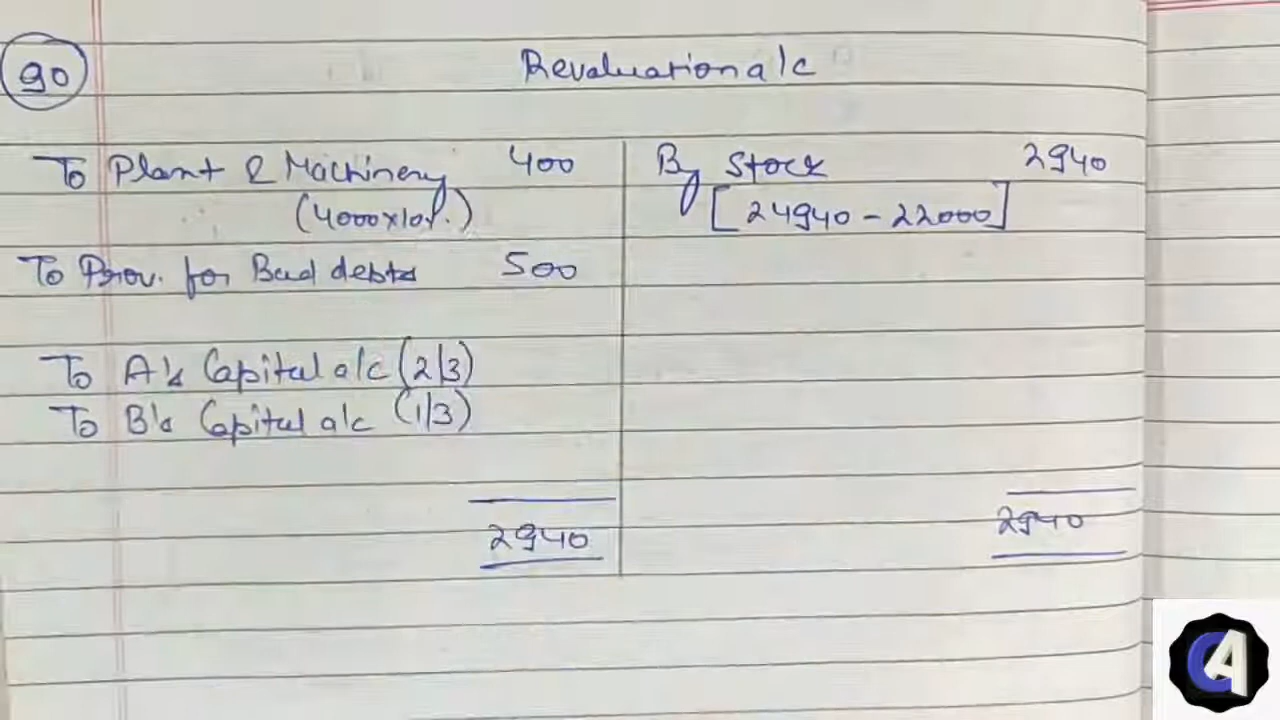 90
Revaluation a/c
To Plant & Machinery 400
(4000x10%.)
To Prov. for Bad debts 500
To A's Capital a/c (2/3)
To B's Capital a/c (1/3)
2940
By Stock 2940
[24940-22000]
2940
CA